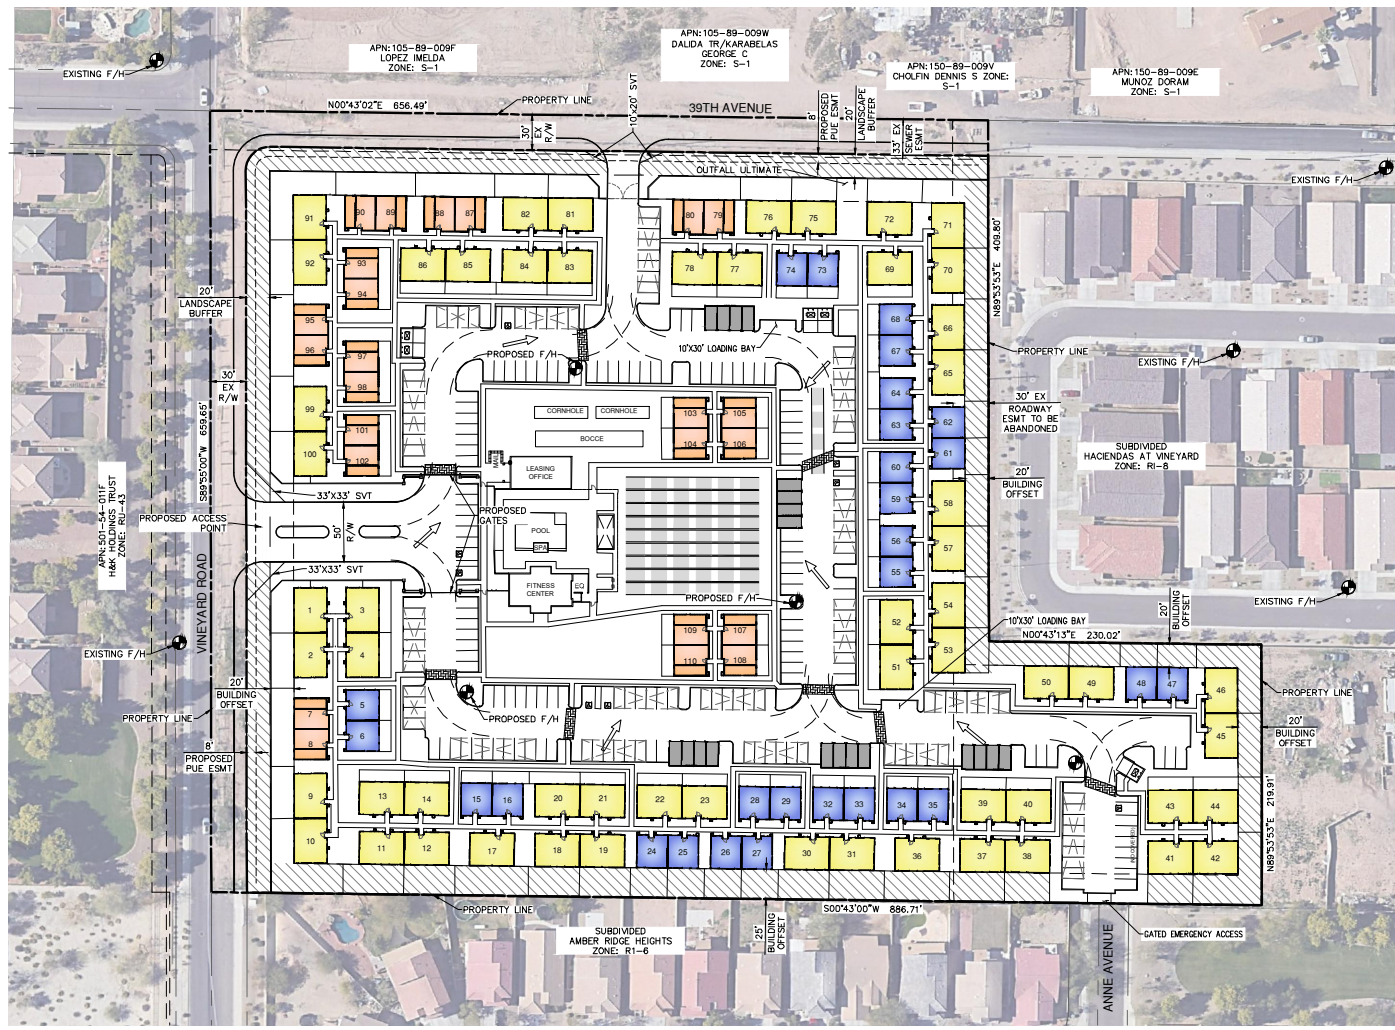 APN:105-89-009F
LOPEZ IMELDA
ZONE: S-1
APN:105-89-009W
DALIDA TR/KARABELAS
GEORGE C
ZONE: S-1
APN:150-89-009V
CHOLFIN DENNIS S ZONE:
S-1
APN:150-89-009E
MUNOZ DORAM
ZONE: S-1
EXISTING F/H
N00°43'02"E 656.49'
PROPERTY LINE
39TH AVENUE
10'x20' SVT
30'
EX
R/W
8'
PROPOSED
PUE ESMT
20'
LANDSCAPE
BUFFER
33' EX
SEWER
ESMT
OUTFALL ULTIMATE
EXISTING F/H
91
90
89
88
87
82
81
80
79
76
75
72
71
92
93
94
86
85
84
83
78
77
74
73
69
70
N89°53'53"E 409.80'
20'
LANDSCAPE
BUFFER
95
96
97
98
PROPOSED F/H
10'X30' LOADING BAY
68
67
66
65
PROPERTY LINE
EXISTING F/H
30'
EX
R/W
99
100
101
102
CORNHOLE
CORNHOLE
BOCCE
103
104
105
106
64
63
62
61
30' EX
ROADWAY
ESMT TO BE
ABANDONED
S89°55'00"W 659.65'
MAIL
LEASING
OFFICE
60
59
58
57
20'
BUILDING
OFFSET
SUBDIVIDED
HACIENDAS AT VINEYARD
ZONE: R1-8
APN:501-54-011F
H&K HOLDINGS TRUST
ZONE: RU-43
33'X33' SVT
PROPOSED ACCESS
POINT
50'
R/W
PROPOSED
GATES
POOL
SPA
56
55
33'X33' SVT
VINEYARD ROAD
FITNESS
CENTER
EQ
PROPOSED F/H
EXISTING F/H
1
3
2
4
109
110
107
108
52
51
54
53
10'X30' LOADING BAY
20'
BUILDING
OFFSET
N00°43'13"E 230.02'
EXISTING F/H
20'
BUILDING
OFFSET
PROPERTY LINE
7
8
5
6
PROPOSED F/H
50
49
48
47
46
45
PROPERTY LINE
20'
BUILDING
OFFSET
8'
PROPOSED
PUE ESMT
9
10
13
14
15
16
20
21
22
23
28
29
32
33
34
35
39
40
43
44
11
12
17
18
19
24
25
26
27
30
31
36
37
38
41
42
N89°53'53"E 219.91'
PROPERTY LINE
S00°43'00"W 886.71'
SUBDIVIDED
AMBER RIDGE HEIGHTS
ZONE: R1-6
25'
BUILDING
OFFSET
ANNE AVENUE
GATED EMERGENCY ACCESS